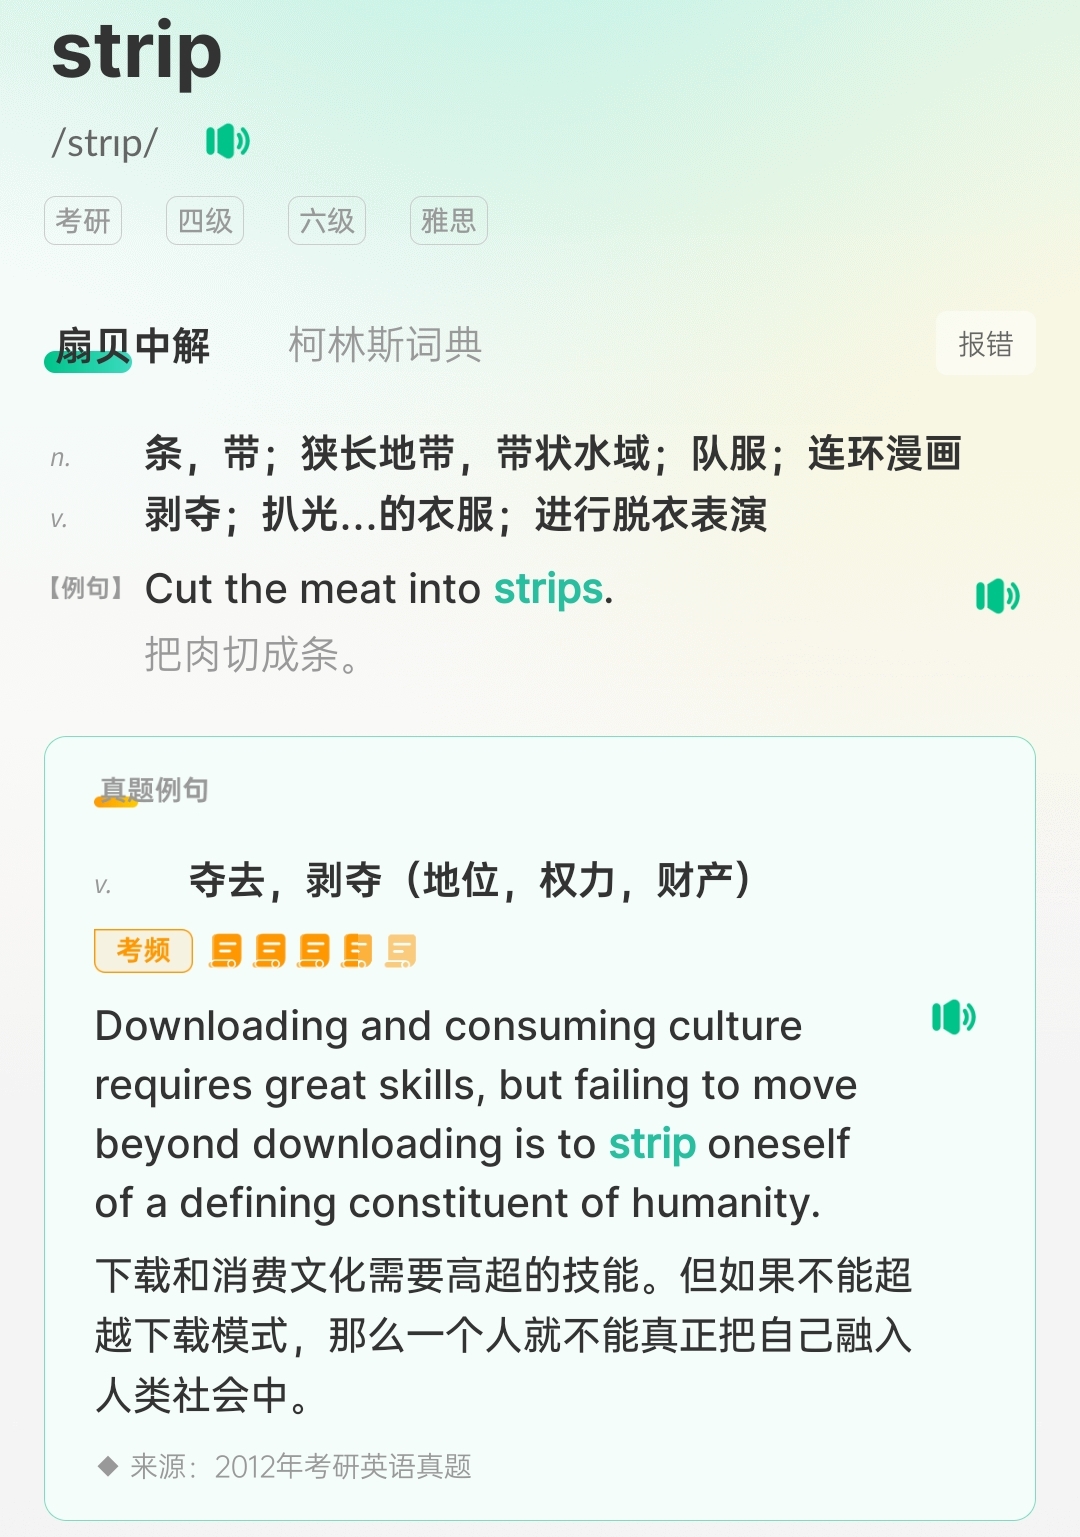 strip
/strɪp/
考研 四级 六级 雅思
扇贝中解 柯林斯词典 报错
n. 条，带；狭长地带，带状水域；队服；连环漫画
v. 剥夺；扒光…的衣服；进行脱衣表演
【例句】 Cut the meat into strips.
把肉切成条。
真题例句
v. 夺去，剥夺（地位，权力，财产）
考频
Downloading and consuming culture
requires great skills, but failing to move
beyond downloading is to strip oneself
of a defining constituent of humanity.
下载和消费文化需要高超的技能。但如果不能超
越下载模式，那么一个人就不能真正把自己融入
人类社会中。
◆ 来源：2012年考研英语真题